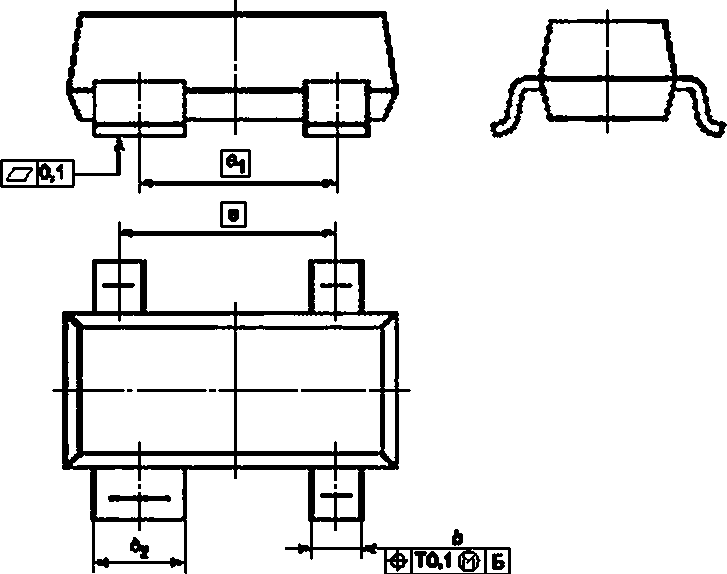 0,1
e₁
e
b₂
b
T0,1 Ⓜ Б